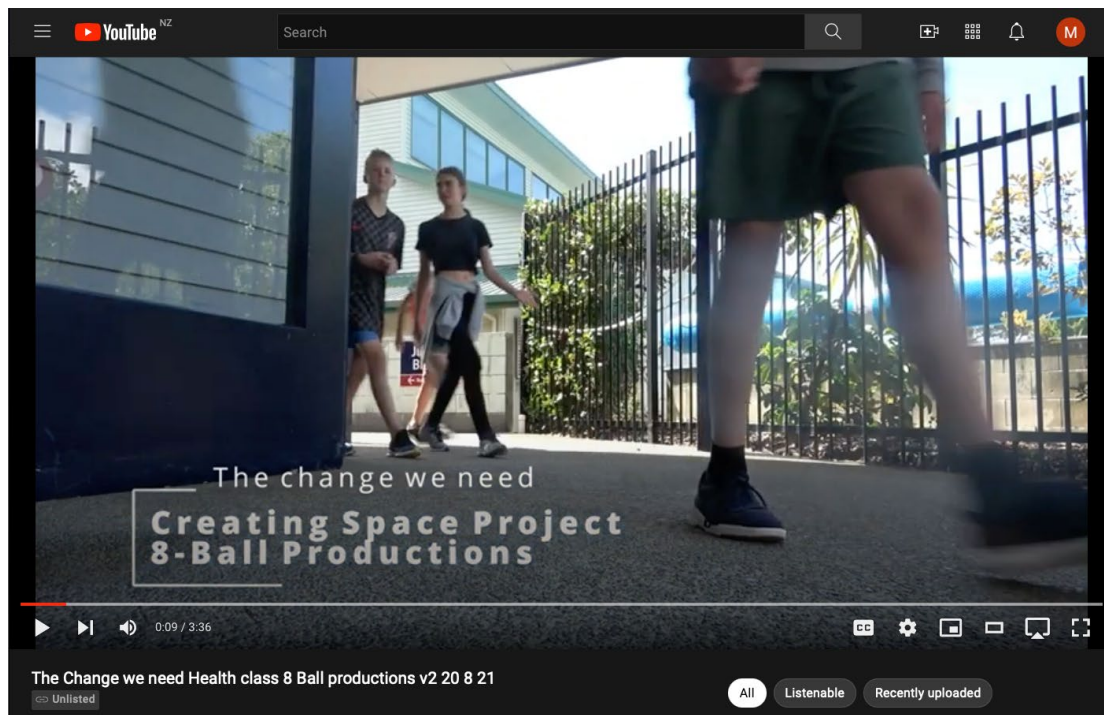 YouTube NZ
Search
M
The change we need
Creating Space Project
8-Ball Productions
0:09 / 3:36
CC
The Change we need Health class 8 Ball productions v2 20 8 21
Unlisted
All
Listenable
Recently uploaded